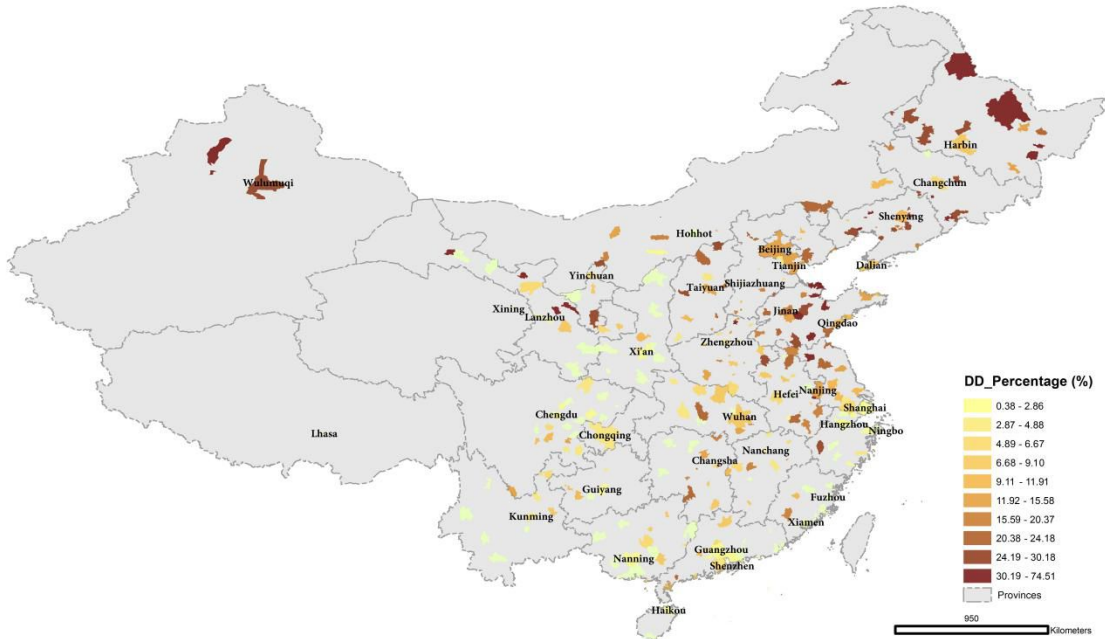 Harbin
Wulumuqi
Changchun
Shenyang
Hohhot
Beijing
Tianjin
Dalian
Yinchuan
Taiyuan
Shijiazhuang
Xining
Lanzhou
Jinan
Qingdao
Zhengzhou
Xi'an
Hefei
Nanjing
Shanghai
Chengdu
Wuhan
Hangzhou
Ningbo
Lhasa
Chongqing
Changsha
Nanchang
Guiyang
Fuzhou
Kunming
Xiamen
Nanning
Guangzhou
Shenzhen
Haikou
DD_Percentage (%)
0.38 - 2.86
2.87 - 4.88
4.89 - 6.67
6.68 - 9.10
9.11 - 11.91
11.92 - 15.58
15.59 - 20.37
20.38 - 24.18
24.19 - 30.18
30.19 - 74.51
Provinces
950
Kilometers